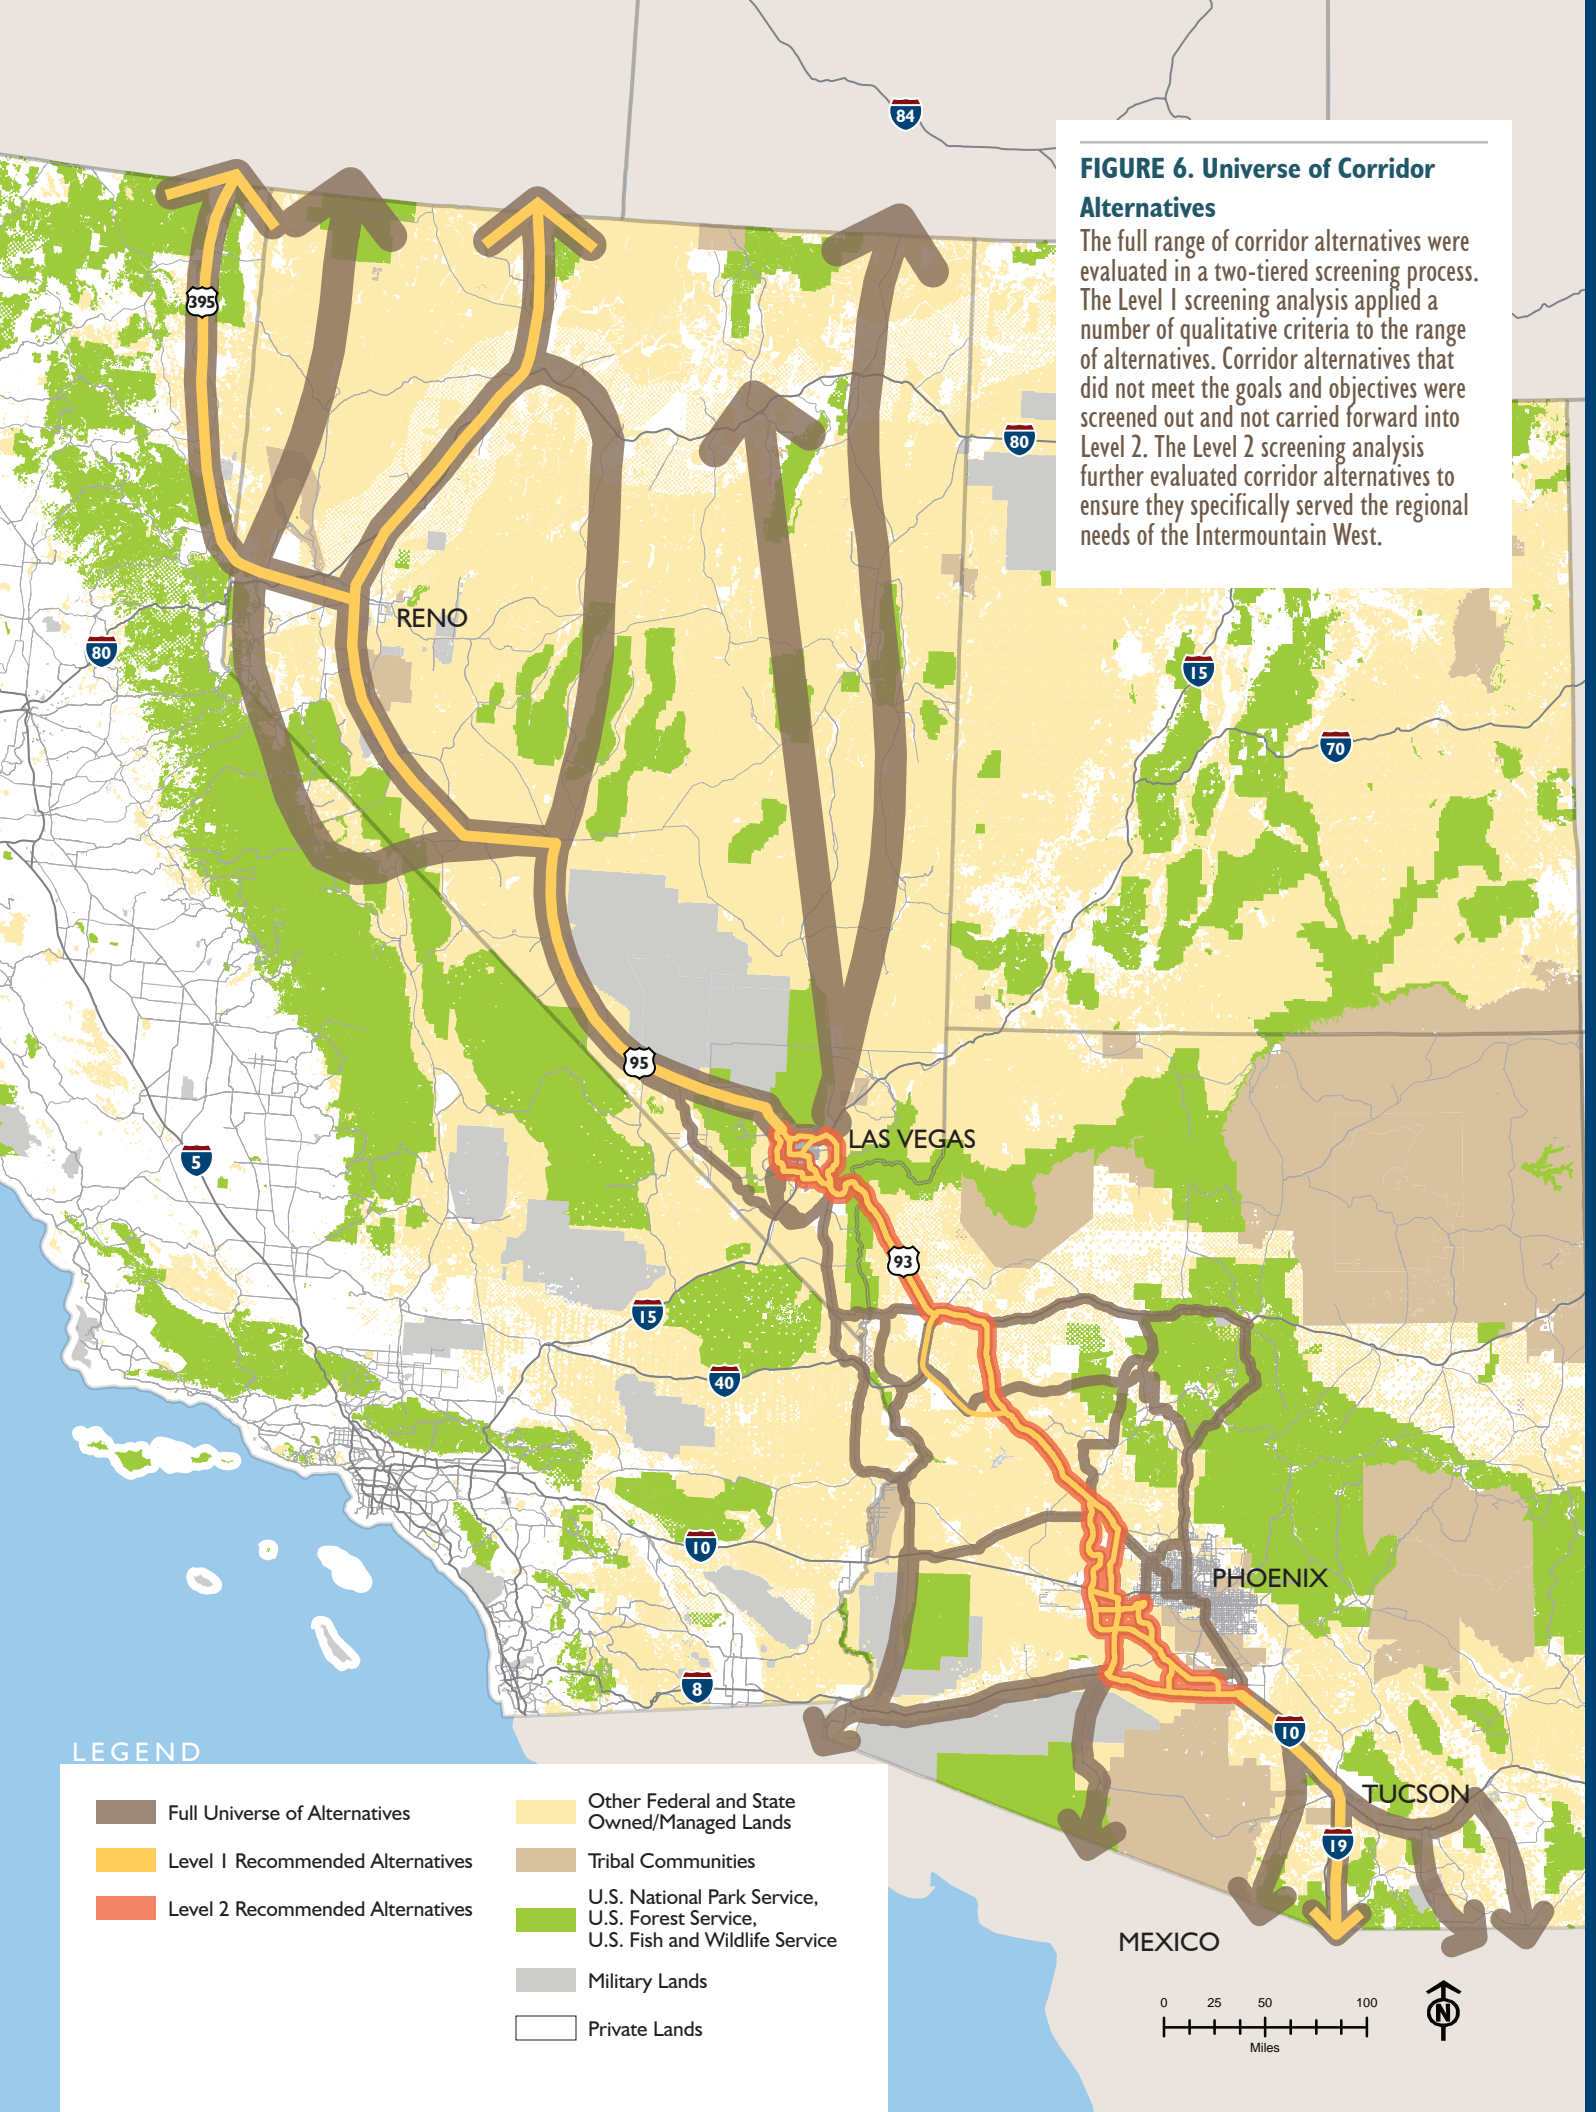 84
FIGURE 6. Universe of Corridor
Alternatives
The full range of corridor alternatives were
evaluated in a two-tiered screening process.
The Level 1 screening analysis applied a
number of qualitative criteria to the range
of alternatives. Corridor alternatives that
did not meet the goals and objectives were
screened out and not carried forward into
Level 2. The Level 2 screening analysis
further evaluated corridor alternatives to
ensure they specifically served the regional
needs of the Intermountain West.
395
80
RENO
80
15
70
95
LAS VEGAS
5
93
15
40
10
PHOENIX
8
10
TUCSON
19
MEXICO
0 25 50 100
Miles
N
LEGEND
Full Universe of Alternatives
Level 1 Recommended Alternatives
Level 2 Recommended Alternatives
Other Federal and State
Owned/Managed Lands
Tribal Communities
U.S. National Park Service,
U.S. Forest Service,
U.S. Fish and Wildlife Service
Military Lands
Private Lands